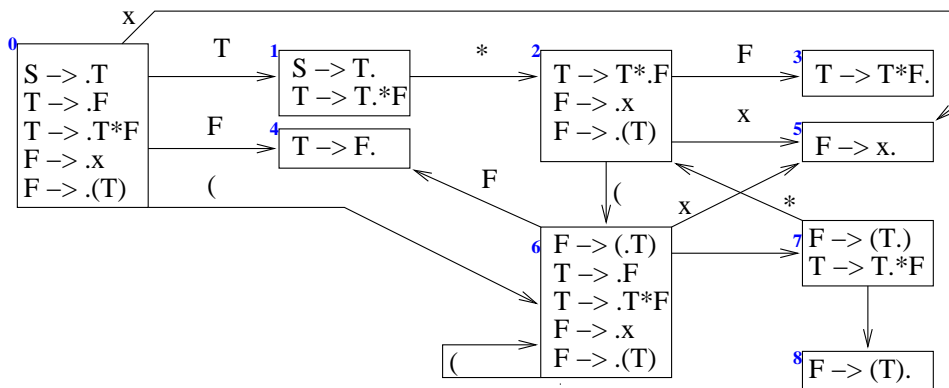 x
0
S –> .T
T –> .F
T –> .T*F
F –> .x
F –> .(T)
T
F
(
1
S –> T.
T –> T.*F
*
4
T –> F.
2
T –> T*.F
F –> .x
F –> .(T)
F
x
3
T –> T*F.
5
F –> x.
(
F
x
*
6
F –> (.T)
T –> .F
T –> .T*F
F –> .x
F –> .(T)
(
7
F –> (T.)
T –> T.*F
8
F –> (T).